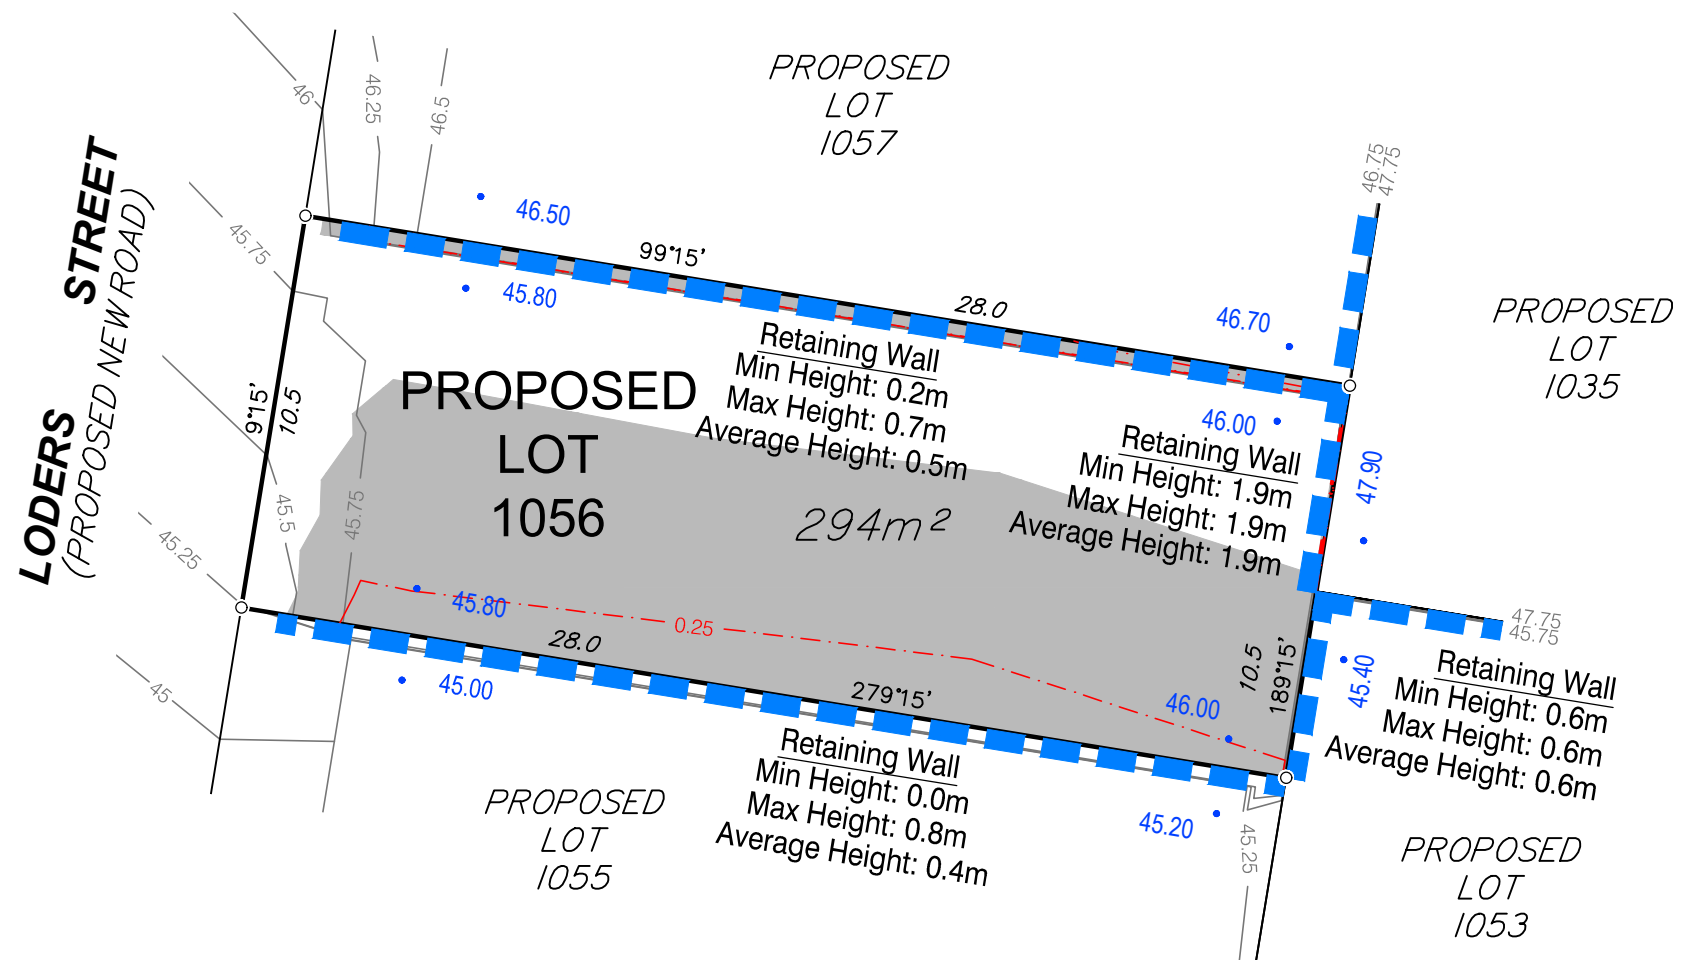 PROPOSED
LOT
1057
46
46.25
46.5
46.75
47.75
LODERS STREET
(PROPOSED NEW ROAD)
45.75
46.50
99°15'
45.80
28.0
46.70
PROPOSED
LOT
1035
Retaining Wall
Min Height: 0.2m
Max Height: 0.7m
Average Height: 0.5m
9°15'
10.5
PROPOSED
LOT
1056
294m²
46.00
Retaining Wall
Min Height: 1.9m
Max Height: 1.9m
Average Height: 1.9m
47.90
45.5
45.75
45.25
45.80
0.25
28.0
47.75
45.75
45
45.00
279°15'
46.00
10.5
189°15'
45.40
Retaining Wall
Min Height: 0.6m
Max Height: 0.6m
Average Height: 0.6m
Retaining Wall
Min Height: 0.0m
Max Height: 0.8m
Average Height: 0.4m
PROPOSED
LOT
1055
45.20
45.25
PROPOSED
LOT
1053